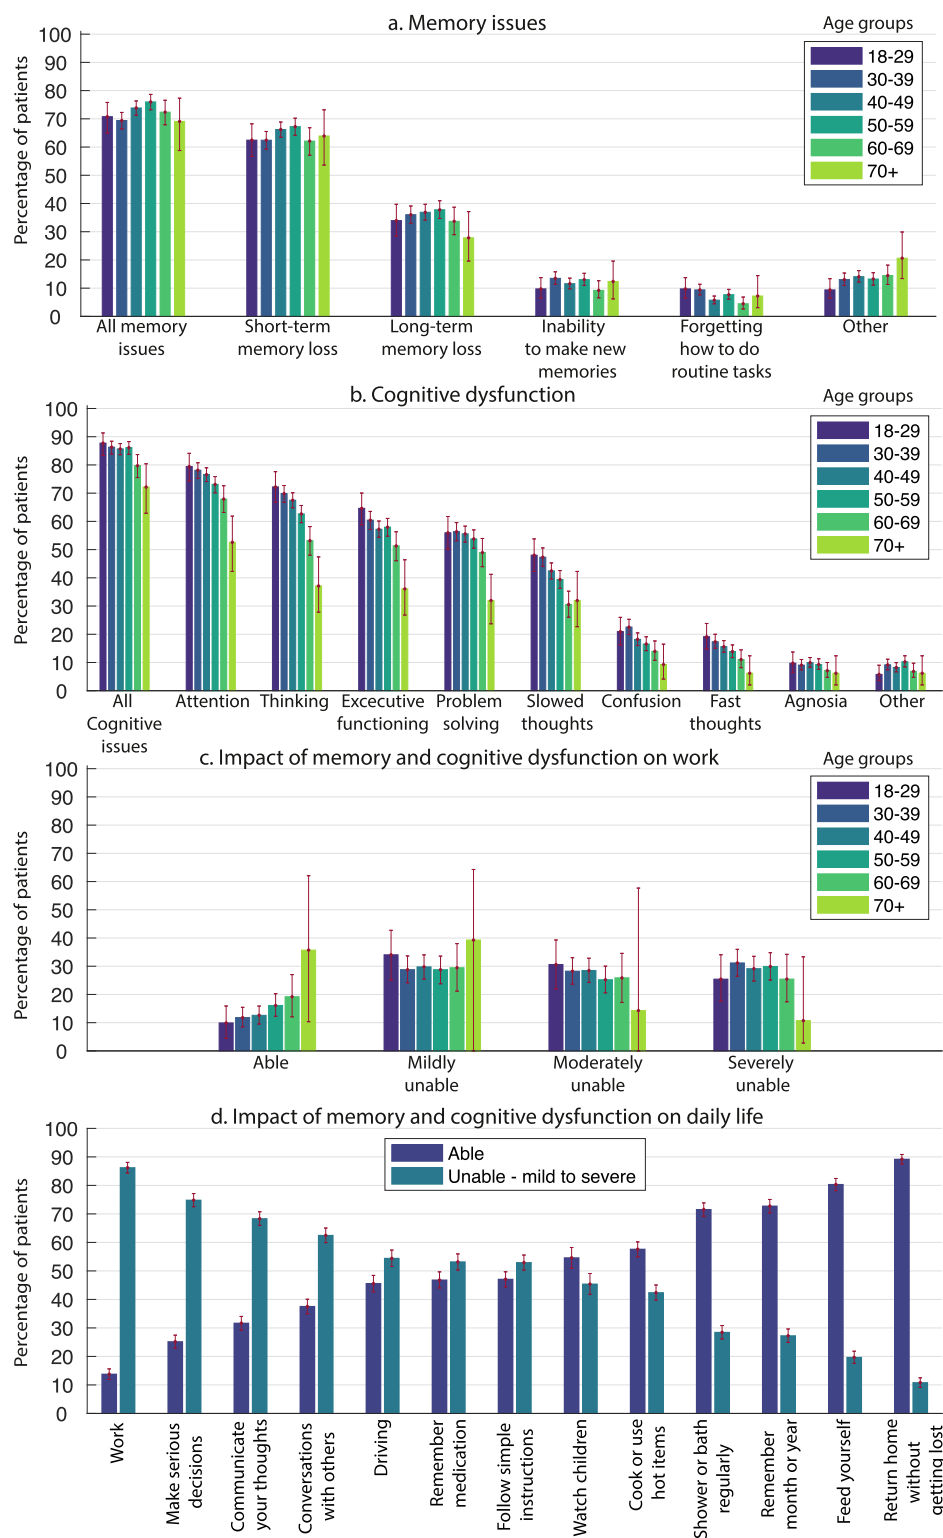 a. Memory issues
Age groups
18-29
30-39
40-49
50-59
60-69
70+
Percentage of patients
100
90
80
70
60
50
40
30
20
10
0
All memory
issues
Short-term
memory loss
Long-term
memory loss
Inability
to make new
memories
Forgetting
how to do
routine tasks
Other
b. Cognitive dysfunction
Age groups
18-29
30-39
40-49
50-59
60-69
70+
Percentage of patients
100
90
80
70
60
50
40
30
20
10
0
All
Cognitive
issues
Attention
Thinking
Excecutive
functioning
Problem
solving
Slowed
thoughts
Confusion
Fast
thoughts
Agnosia
Other
c. Impact of memory and cognitive dysfunction on work
Age groups
18-29
30-39
40-49
50-59
60-69
70+
Percentage of patients
100
90
80
70
60
50
40
30
20
10
0
Able
Mildly
unable
Moderately
unable
Severely
unable
d. Impact of memory and cognitive dysfunction on daily life
Able
Unable - mild to severe
Percentage of patients
100
90
80
70
60
50
40
30
20
10
0
Work
Make serious
decisions
Communicate
your thoughts
Conversations
with others
Driving
Remember
medication
Follow simple
instructions
Watch children
Cook or use
hot items
Shower or bath
regularly
Remember
month or year
Feed yourself
Return home
without
getting lost